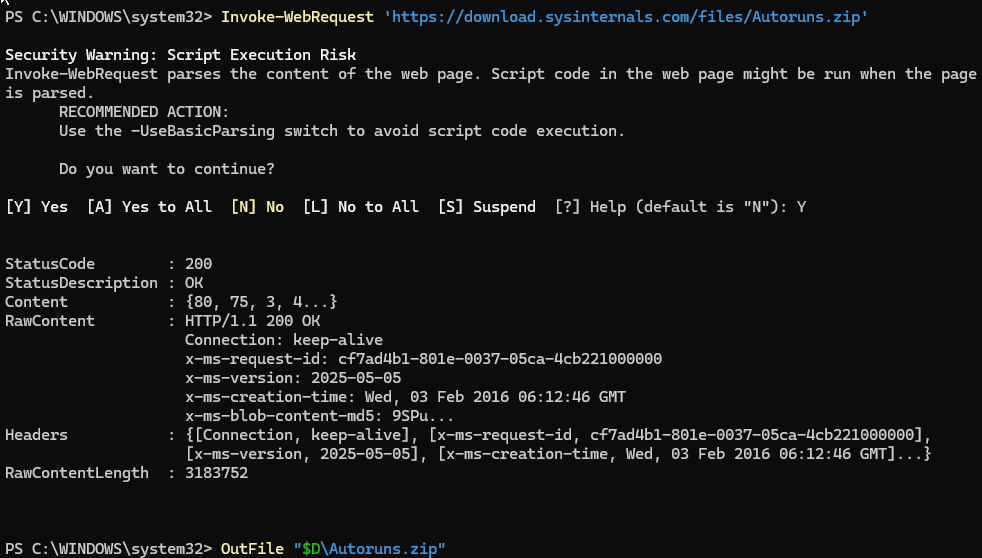 PS C:\WINDOWS\system32> Invoke-WebRequest 'https://download.sysinternals.com/files/Autoruns.zip'
Security Warning: Script Execution Risk
Invoke-WebRequest parses the content of the web page. Script code in the web page might be run when the page
is parsed.
RECOMMENDED ACTION:
Use the -UseBasicParsing switch to avoid script code execution.
Do you want to continue?
[Y] Yes  [A] Yes to All  [N] No  [L] No to All  [S] Suspend  [?] Help (default is "N"): Y
StatusCode        : 200
StatusDescription : OK
Content           : {80, 75, 3, 4...}
RawContent        : HTTP/1.1 200 OK
Connection: keep-alive
x-ms-request-id: cf7ad4b1-801e-0037-05ca-4cb221000000
x-ms-version: 2025-05-05
x-ms-creation-time: Wed, 03 Feb 2016 06:12:46 GMT
x-ms-blob-content-md5: 9SPu...
Headers           : {[Connection, keep-alive], [x-ms-request-id, cf7ad4b1-801e-0037-05ca-4cb221000000],
[x-ms-version, 2025-05-05], [x-ms-creation-time, Wed, 03 Feb 2016 06:12:46 GMT]...}
RawContentLength  : 3183752
PS C:\WINDOWS\system32> OutFile "$D\Autoruns.zip"